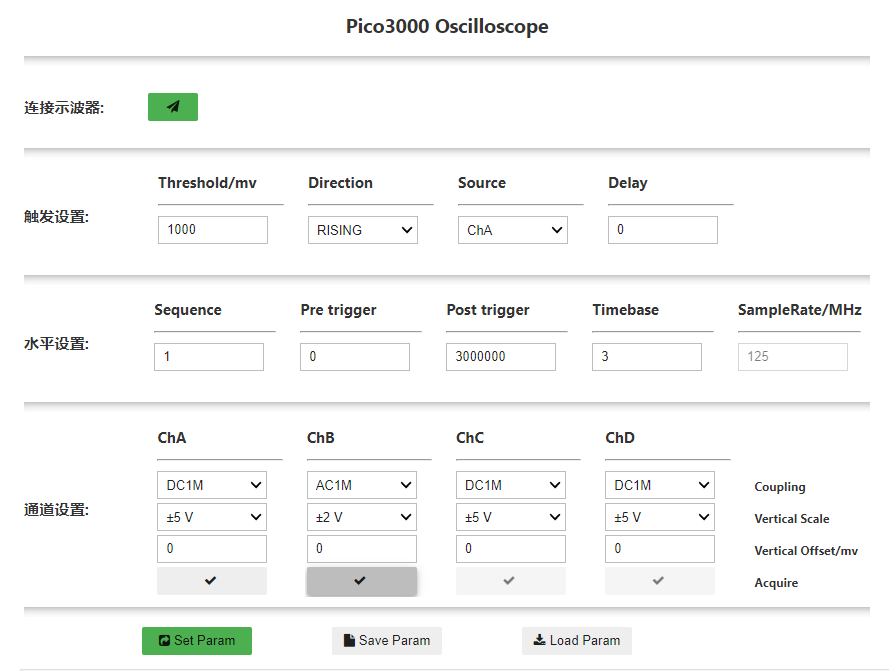 Pico3000 Oscilloscope
连接示波器:
Threshold/mv Direction Source Delay
触发设置:
1000 RISING ChA 0
Sequence Pre trigger Post trigger Timebase SampleRate/MHz
水平设置:
1 0 3000000 3 125
ChA ChB ChC ChD
DC1M AC1M DC1M DC1M Coupling
通道设置:
±5 V ±2 V ±5 V ±5 V Vertical Scale
0 0 0 0 Vertical Offset/mv
Acquire
Set Param Save Param Load Param